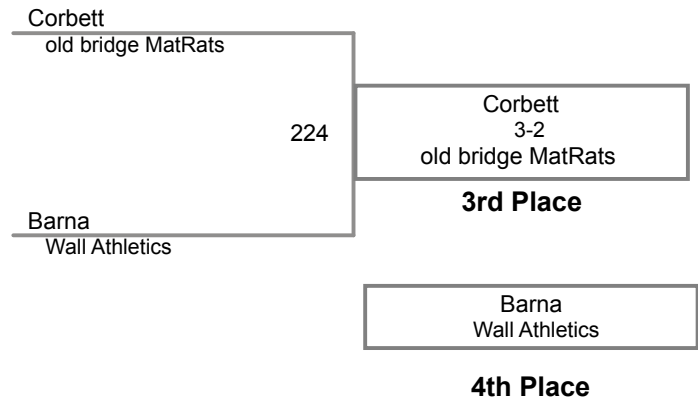 Corbett
old bridge MatRats
224
Corbett
3-2
old bridge MatRats
3rd Place
Barna
Wall Athletics
Barna
Wall Athletics
4th Place